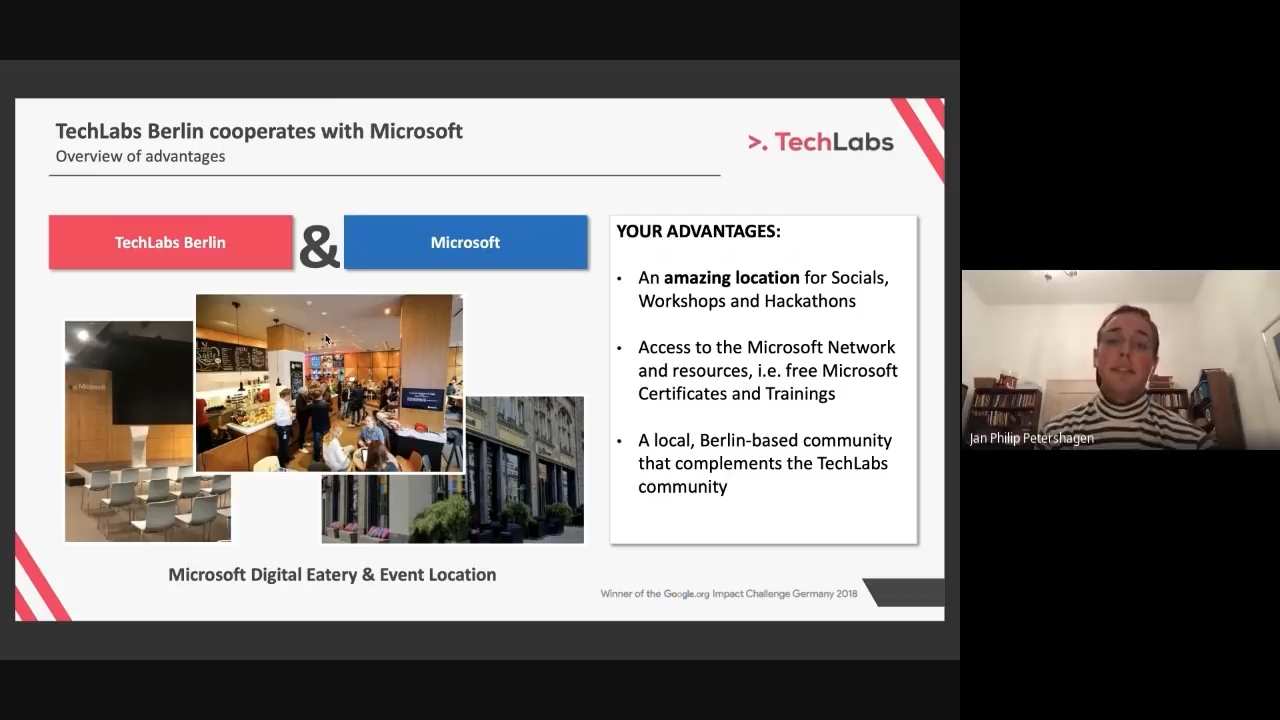 TechLabs Berlin cooperates with Microsoft
Overview of advantages
>. TechLabs
TechLabs Berlin
&
Microsoft
Microsoft
YOUR ADVANTAGES:
• An amazing location for Socials,
Workshops and Hackathons
• Access to the Microsoft Network
and resources, i.e. free Microsoft
Certificates and Trainings
• A local, Berlin-based community
that complements the TechLabs
community
Microsoft Digital Eatery & Event Location
Winner of the Google.org Impact Challenge Germany 2018
Jan Philip Petershagen